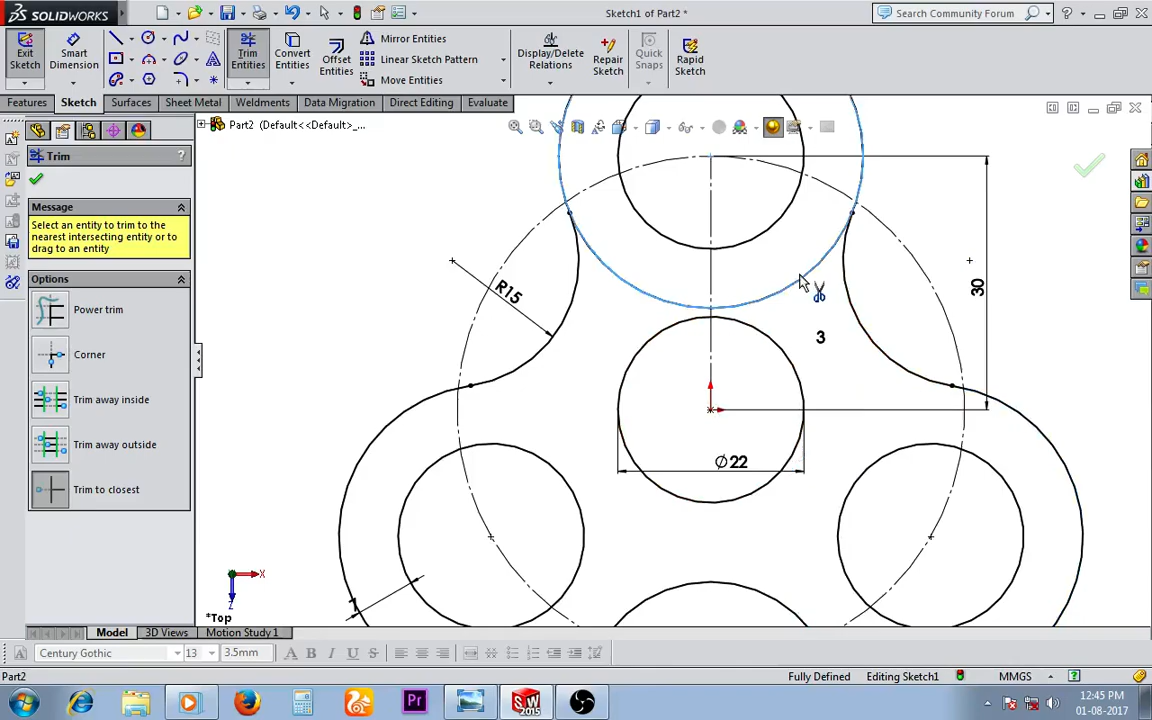 SOLIDWORKS
Sketch1 of Part2 *
Search Community Forum
Exit Sketch
Smart Dimension
Trim Entities
Convert Entities
Offset Entities
Mirror Entities
Linear Sketch Pattern
Move Entities
Display/Delete Relations
Repair Sketch
Quick Snaps
Rapid Sketch
Features
Sketch
Surfaces
Sheet Metal
Weldments
Data Migration
Direct Editing
Evaluate
Part2 (Default<<Default>_...
Trim
?
Message
Select an entity to trim to the
nearest intersecting entity or to
drag to an entity
Options
Power trim
Corner
Trim away inside
Trim away outside
Trim to closest
R15
30
3
Ø22
1
X
Z
*Top
Model
3D Views
Motion Study 1
Century Gothic
13
3.5mm
A
B
I
U
S
Part2
Fully Defined
Editing Sketch1
MMGS
Pr
SW
2015
12:45 PM
01-08-2017